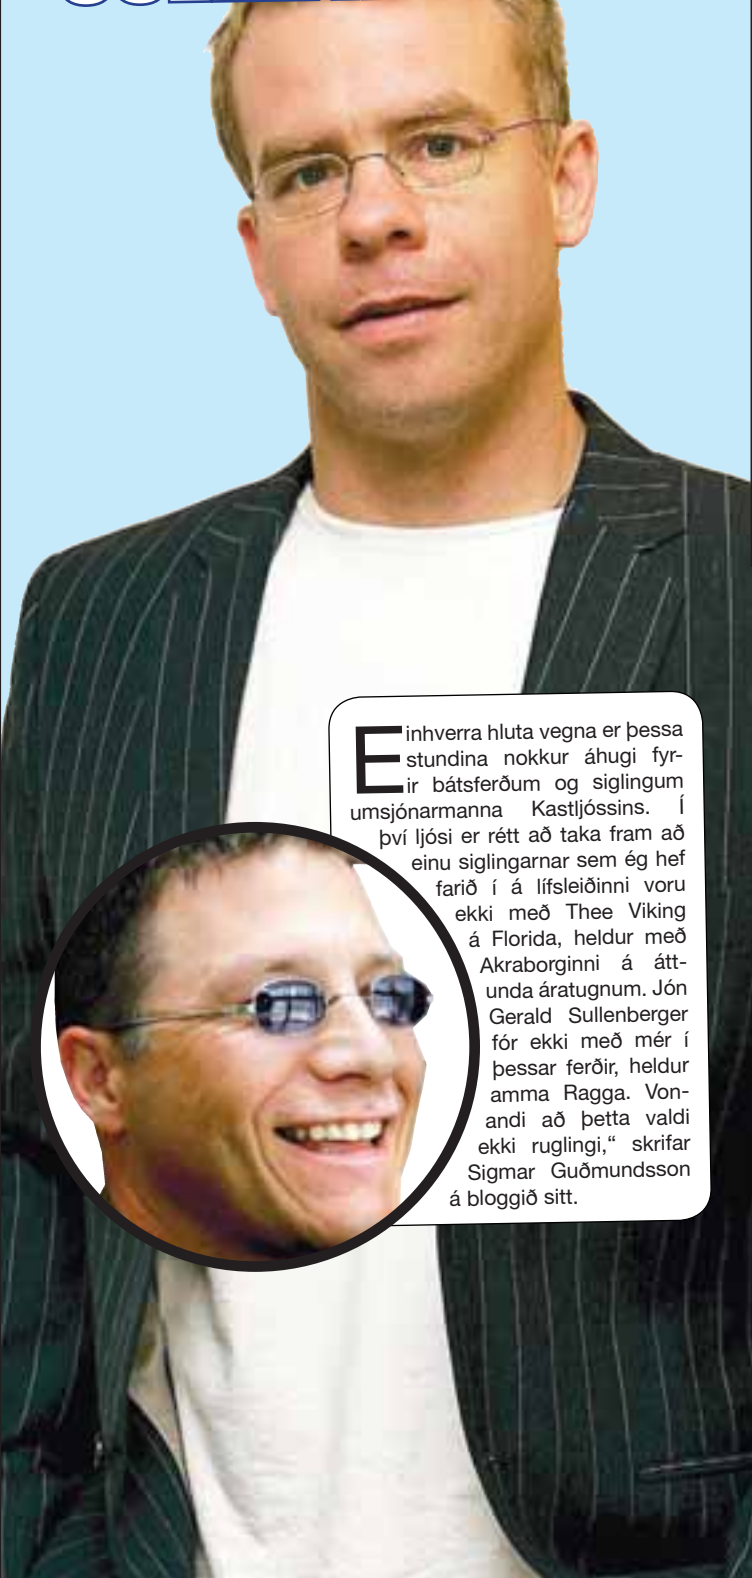 Einhverra hluta vegna er þessa
stundina nokkur áhugi fyr-
ir bátsferðum og siglingum
umsjónarmanna Kastljóssins. Í
því ljósi er rétt að taka fram að
einu siglingarnar sem ég hef
farið í á lífsleiðinni voru
ekki með Thee Viking
á Florida, heldur með
Akraborginni á átt-
unda áratugnum. Jón
Gerald Sullenberger
fór ekki með mér í
þessar ferðir, heldur
amma Ragga. Von-
andi að þetta valdi
ekki ruglingi,“ skrifar
Sigmar Guðmundsson
á bloggið sitt.